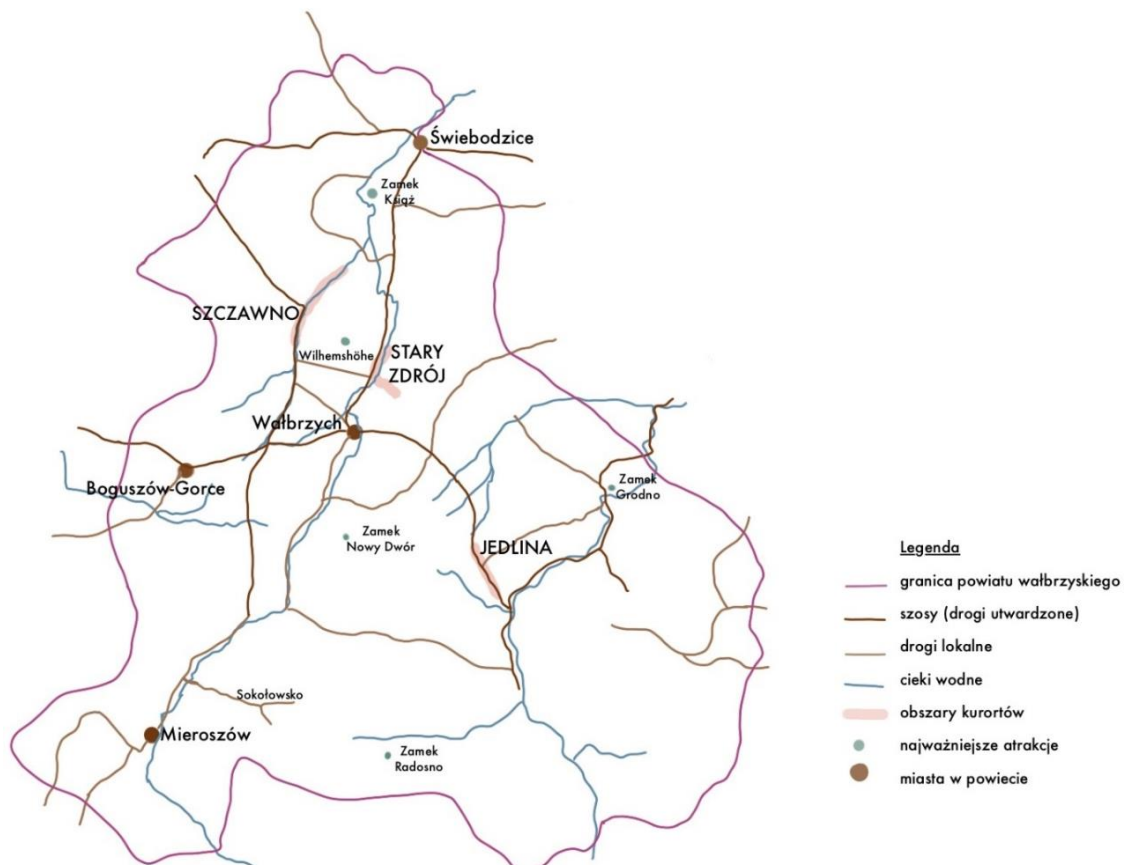 Świebodzice
Zamek
Książ
SZCZAWNO
Wilhemshöhe
STARY
ZDRÓJ
Wałbrzych
Boguszów-Gorce
Zamek
Grodno
Zamek
Nowy Dwór
JEDLINA
Sokołowsko
Mieroszów
Zamek
Radosno
Legenda
granica powiatu wałbrzyskiego
szosy (drogi utwardzone)
drogi lokalne
cieki wodne
obszary kurortów
najważniejsze atrakcje
miasta w powiecie